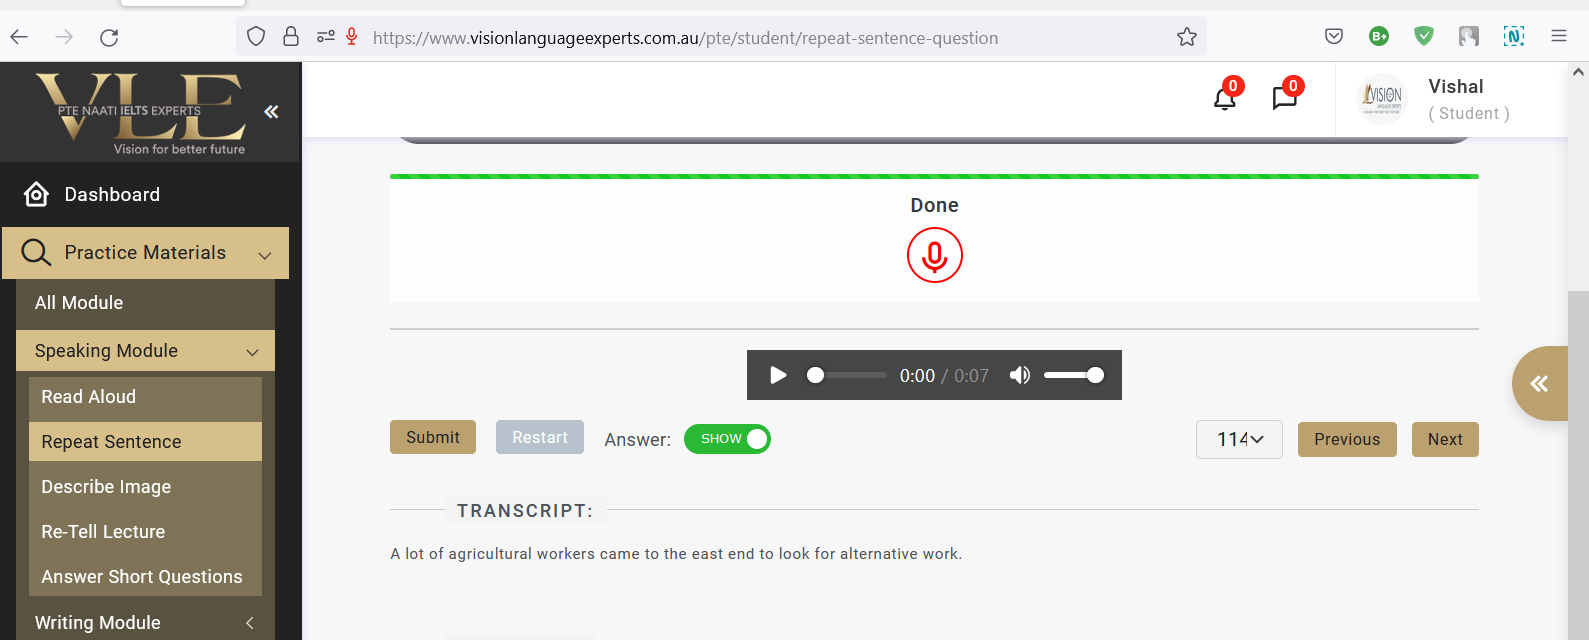 https://www.visionlanguageexperts.com.au/pte/student/repeat-sentence-question
B+
N
VLE
PTE NAATI IELTS EXPERTS
Vision for better future
0
0
VISION
Vishal
( Student )
Dashboard
Practice Materials
All Module
Speaking Module
Read Aloud
Repeat Sentence
Describe Image
Re-Tell Lecture
Answer Short Questions
Writing Module
Done
0:00 / 0:07
Submit
Restart
Answer:
SHOW
114
Previous
Next
TRANSCRIPT:
A lot of agricultural workers came to the east end to look for alternative work.